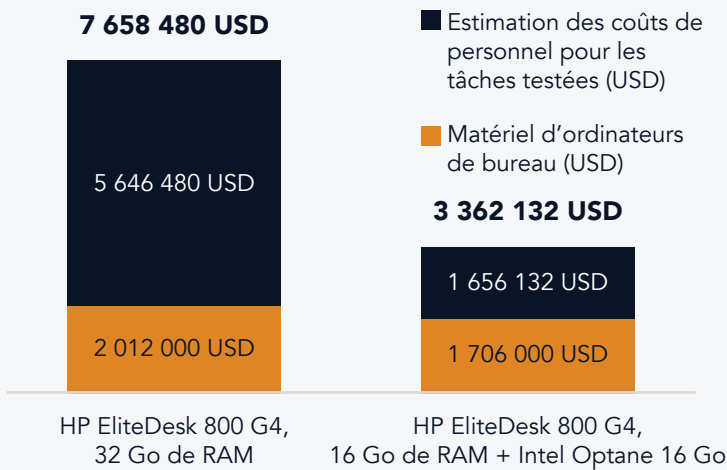 7 658 480 USD
5 646 480 USD
2 012 000 USD
HP EliteDesk 800 G4,
32 Go de RAM
Estimation des coûts de
personnel pour les
tâches testées (USD)
Matériel d’ordinateurs
de bureau (USD)
3 362 132 USD
1 656 132 USD
1 706 000 USD
HP EliteDesk 800 G4,
16 Go de RAM + Intel Optane 16 Go